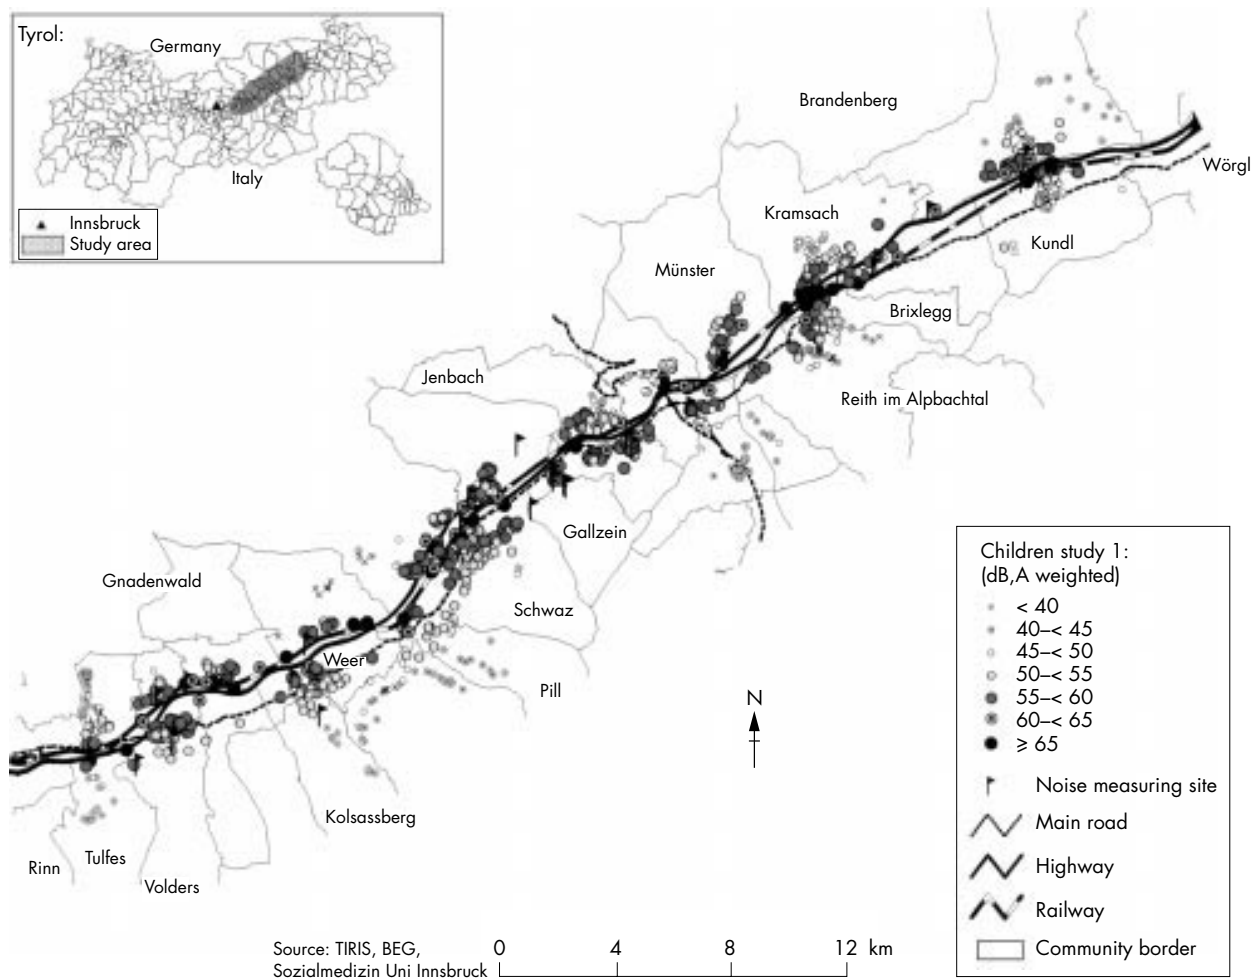 Tyrol:
Germany
Italy
Innsbruck
Study area
Brandenberg
Wörgl
Kramsach
Kundl
Münster
Brixlegg
Jenbach
Reith im Alpbachtal
Gallzein
Gnadenwald
Schwaz
Weer
Pill
N
Kolsassberg
Rinn
Tulfes
Volders
Children study 1:
(dB,A weighted)
< 40
40–< 45
45–< 50
50–< 55
55–< 60
60–< 65
≥ 65
Noise measuring site
Main road
Highway
Railway
Community border
Source: TIRIS, BEG,
Sozialmedizin Uni Innsbruck
0 4 8 12 km